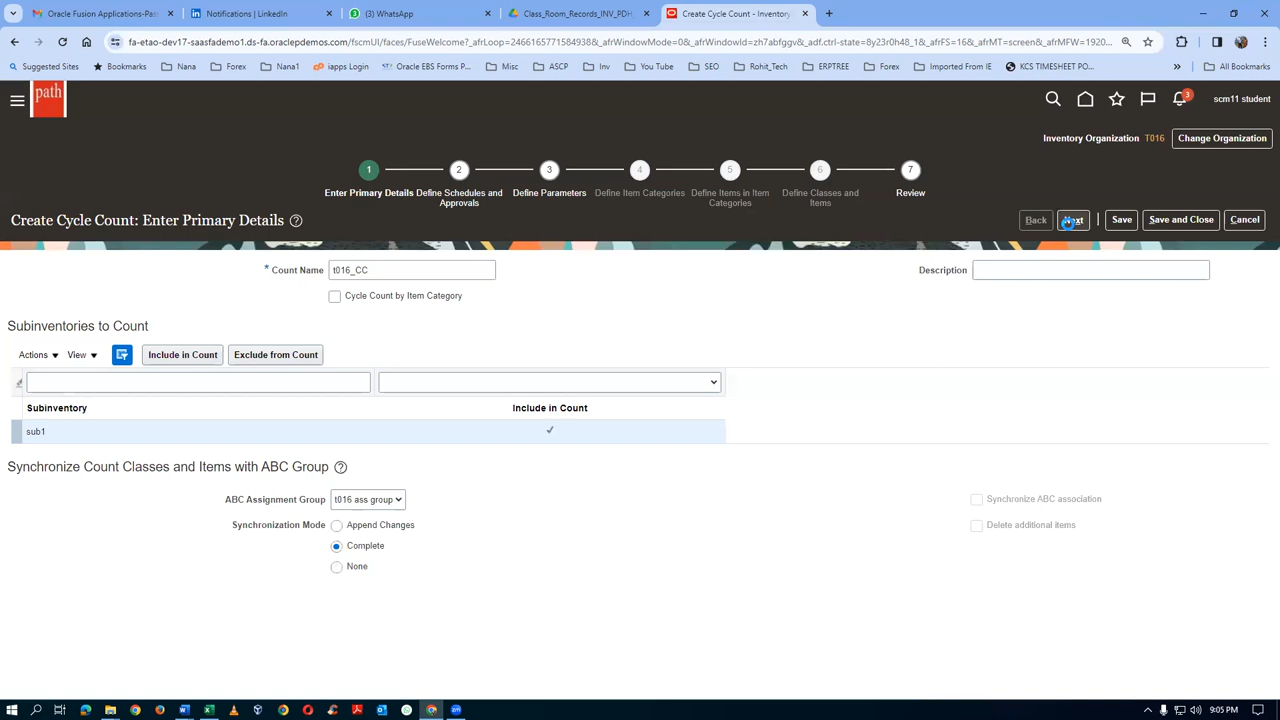 Oracle Fusion Applications-Pas
Notifications | LinkedIn
(3) WhatsApp
Class_Room_Records_INV_PDH
Create Cycle Count - Inventory
fa-etao-dev17-saasfademo1.ds-fa.oraclepdemos.com/fscmUI/faces/FuseWelcome?_afrLoop=24661657715849​38&_afrWindowMode=0&_afrWindowId=zh7abfggv&_adf.ctrl-state=8y23r0h48_1&_afrFS=16&_afrMT=screen&_afrMFW=1920...
Suggested Sites Bookmarks Nana Forex Nana1 iapps Login Oracle EBS Forms P... Misc ASCP Inv You Tube SEO Rohit_Tech ERPTREE Forex Imported From IE KCS TIMESHEET PO... » All Bookmarks
path
3
scm11 student
Inventory Organization T016 Change Organization
1 2 3 4 5 6 7
Enter Primary Details Define Schedules and Approvals Define Parameters Define Item Categories Define Items in Item Categories Define Classes and Items Review
Create Cycle Count: Enter Primary Details
Back Next Save Save and Close Cancel
* Count Name t016_CC
Description
Cycle Count by Item Category
Subinventories to Count
Actions View Include in Count Exclude from Count
Subinventory Include in Count
sub1
Synchronize Count Classes and Items with ABC Group
ABC Assignment Group t016 ass group
Synchronize ABC association
Synchronization Mode Append Changes
Delete additional items
Complete
None
9:05 PM